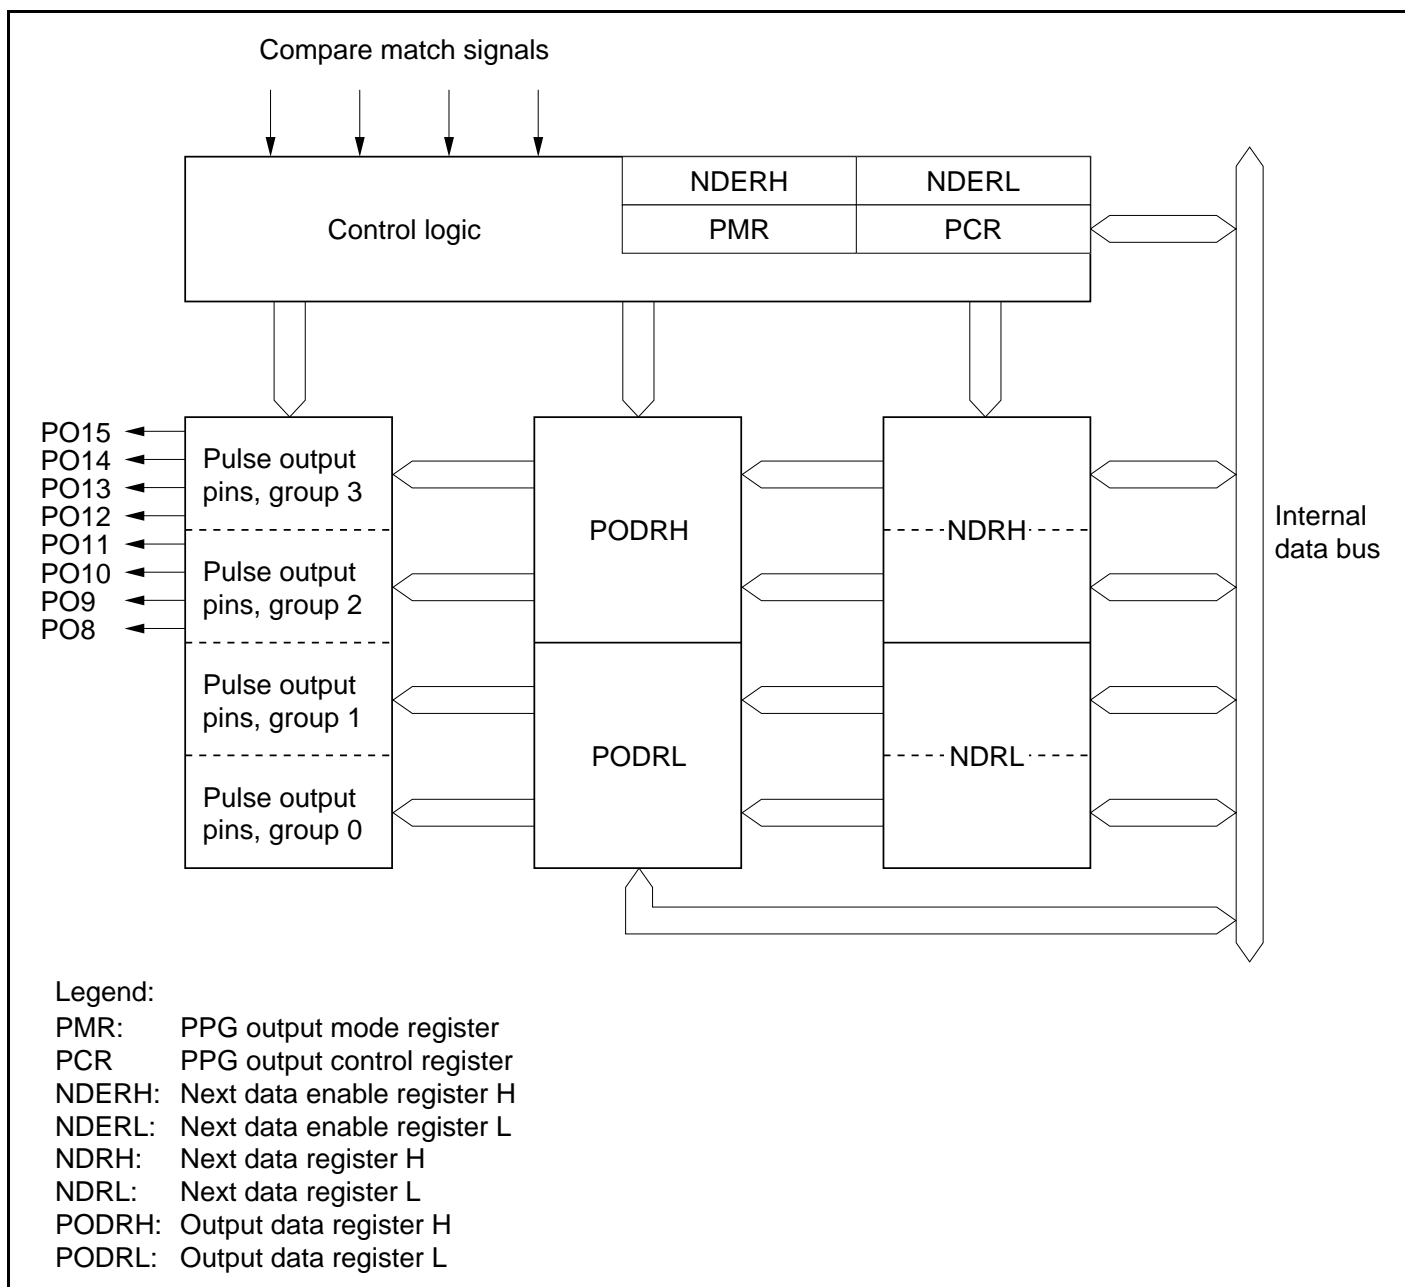 Compare match signals
NDERH NDERL
Control logic PMR PCR
PO15
PO14
PO13
PO12
PO11
PO10
PO9
PO8
Pulse output
pins, group 3
Pulse output
pins, group 2
Pulse output
pins, group 1
Pulse output
pins, group 0
PODRH
PODRL
NDRH
NDRL
Internal
data bus
Legend:
PMR: PPG output mode register
PCR PPG output control register
NDERH: Next data enable register H
NDERL: Next data enable register L
NDRH: Next data register H
NDRL: Next data register L
PODRH: Output data register H
PODRL: Output data register L